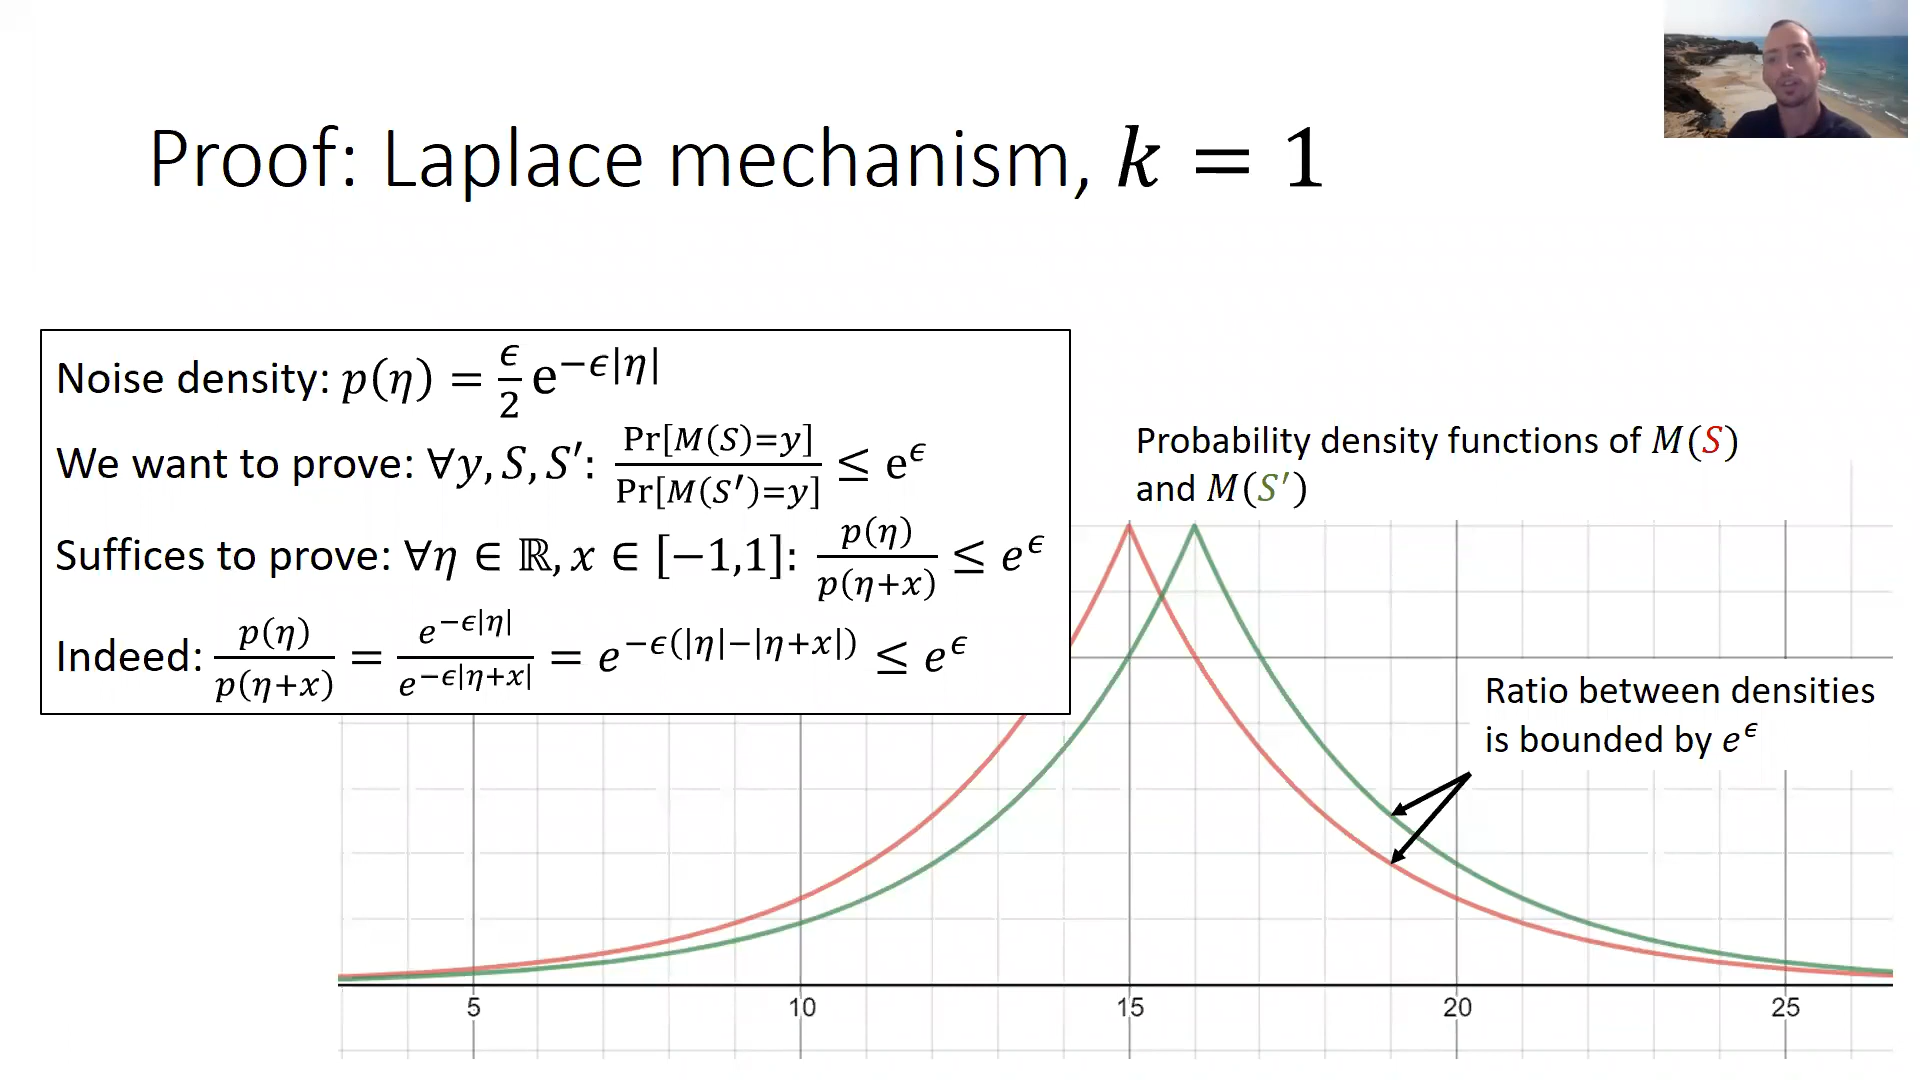 Proof: Laplace mechanism, k = 1
Noise density: p(η) = ϵ/2 e^{−ϵ|η|}
We want to prove: ∀y, S, S′: Pr[M(S)=y]/Pr[M(S′)=y] ≤ e^ϵ
Suffices to prove: ∀η ∈ ℝ, x ∈ [−1,1]: p(η)/p(η+x) ≤ e^ϵ
Indeed: p(η)/p(η+x) = e^{−ϵ|η|}/e^{−ϵ|η+x|} = e^{−ϵ(|η|−|η+x|)} ≤ e^ϵ
Probability density functions of M(S)
and M(S′)
Ratio between densities
is bounded by e^ϵ
5 10 15 20 25